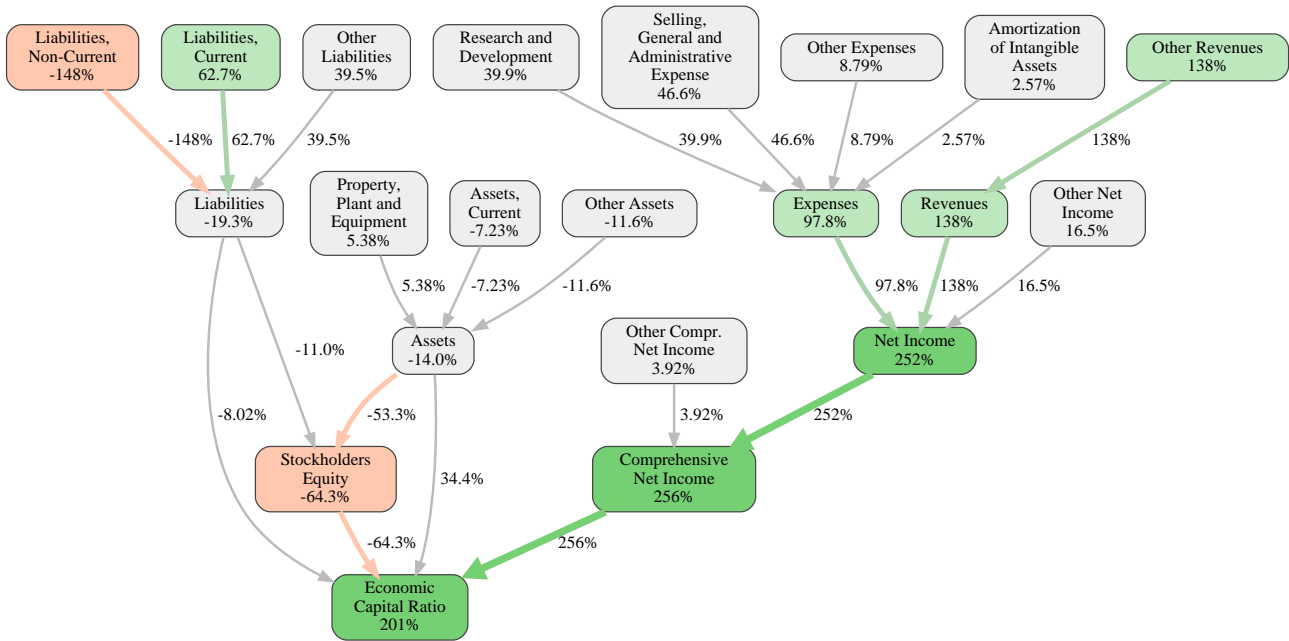 Liabilities,
Non-Current
-148%
Liabilities,
Current
62.7%
Other
Liabilities
39.5%
Research and
Development
39.9%
Selling,
General and
Administrative
Expense
46.6%
Other Expenses
8.79%
Amortization
of Intangible
Assets
2.57%
Other Revenues
138%
-148%
62.7%
39.5%
39.9%
46.6%
8.79%
2.57%
138%
Liabilities
-19.3%
Property,
Plant and
Equipment
5.38%
Assets,
Current
-7.23%
Other Assets
-11.6%
Expenses
97.8%
Revenues
138%
Other Net
Income
16.5%
5.38%
-7.23%
-11.6%
97.8%
138%
16.5%
-11.0%
Assets
-14.0%
Other Compr.
Net Income
3.92%
Net Income
252%
-8.02%
-53.3%
3.92%
252%
Stockholders
Equity
-64.3%
34.4%
Comprehensive
Net Income
256%
-64.3%
256%
Economic
Capital Ratio
201%